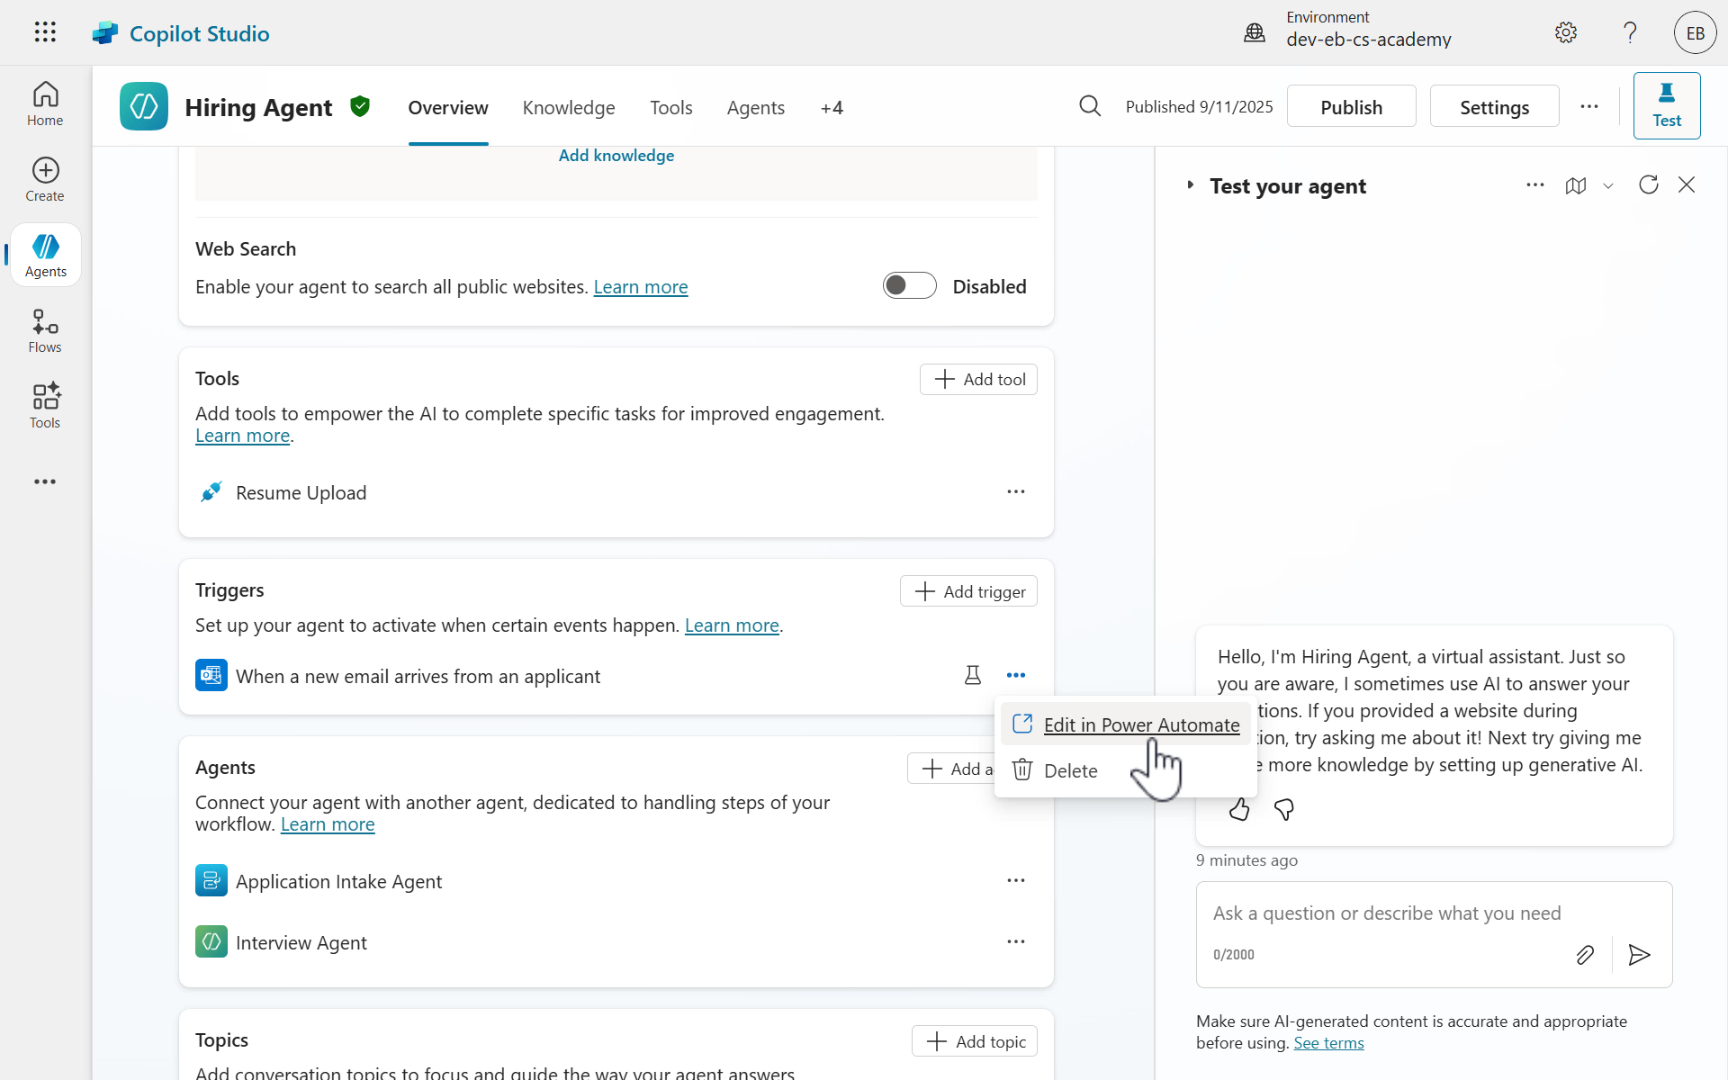 Copilot Studio
Environment
dev-eb-cs-academy
EB
Home
Create
Agents
Flows
Tools
Hiring Agent
Overview
Knowledge
Tools
Agents
+4
Published 9/11/2025
Publish
Settings
Test
Add knowledge
Web Search
Enable your agent to search all public websites. Learn more
Disabled
Tools
Add tool
Add tools to empower the AI to complete specific tasks for improved engagement.
Learn more.
Resume Upload
Triggers
Add trigger
Set up your agent to activate when certain events happen. Learn more.
When a new email arrives from an applicant
Edit in Power Automate
Delete
Agents
Add a
Connect your agent with another agent, dedicated to handling steps of your
workflow. Learn more
Application Intake Agent
Interview Agent
Topics
Add topic
Add conversation topics to focus and guide the way your agent answers
Test your agent
Hello, I'm Hiring Agent, a virtual assistant. Just so
you are aware, I sometimes use AI to answer your
tions. If you provided a website during
ion, try asking me about it! Next try giving me
more knowledge by setting up generative AI.
9 minutes ago
Ask a question or describe what you need
0/2000
Make sure AI-generated content is accurate and appropriate
before using. See terms